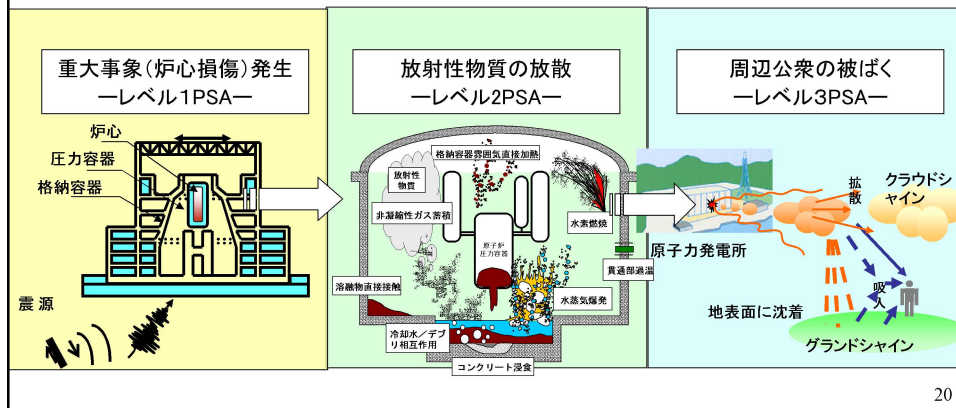 重大事象(炉心損傷)発生
ーレベル1PSAー
炉心
圧力容器
格納容器
震源
放射性物質の放散
ーレベル2PSAー
格納容器雰囲気直接加熱
放射性
物質
非凝縮性ガス蓄積
水素燃焼
原子炉
圧力容器
貫通部過温
溶融物直接接触
水蒸気爆発
冷却水/デブ
リ相互作用
コンクリート浸食
周辺公衆の被ばく
ーレベル3PSAー
拡散
クラウドシ
ャイン
原子力発電所
吸入
地表面に沈着
グランドシャイン
20